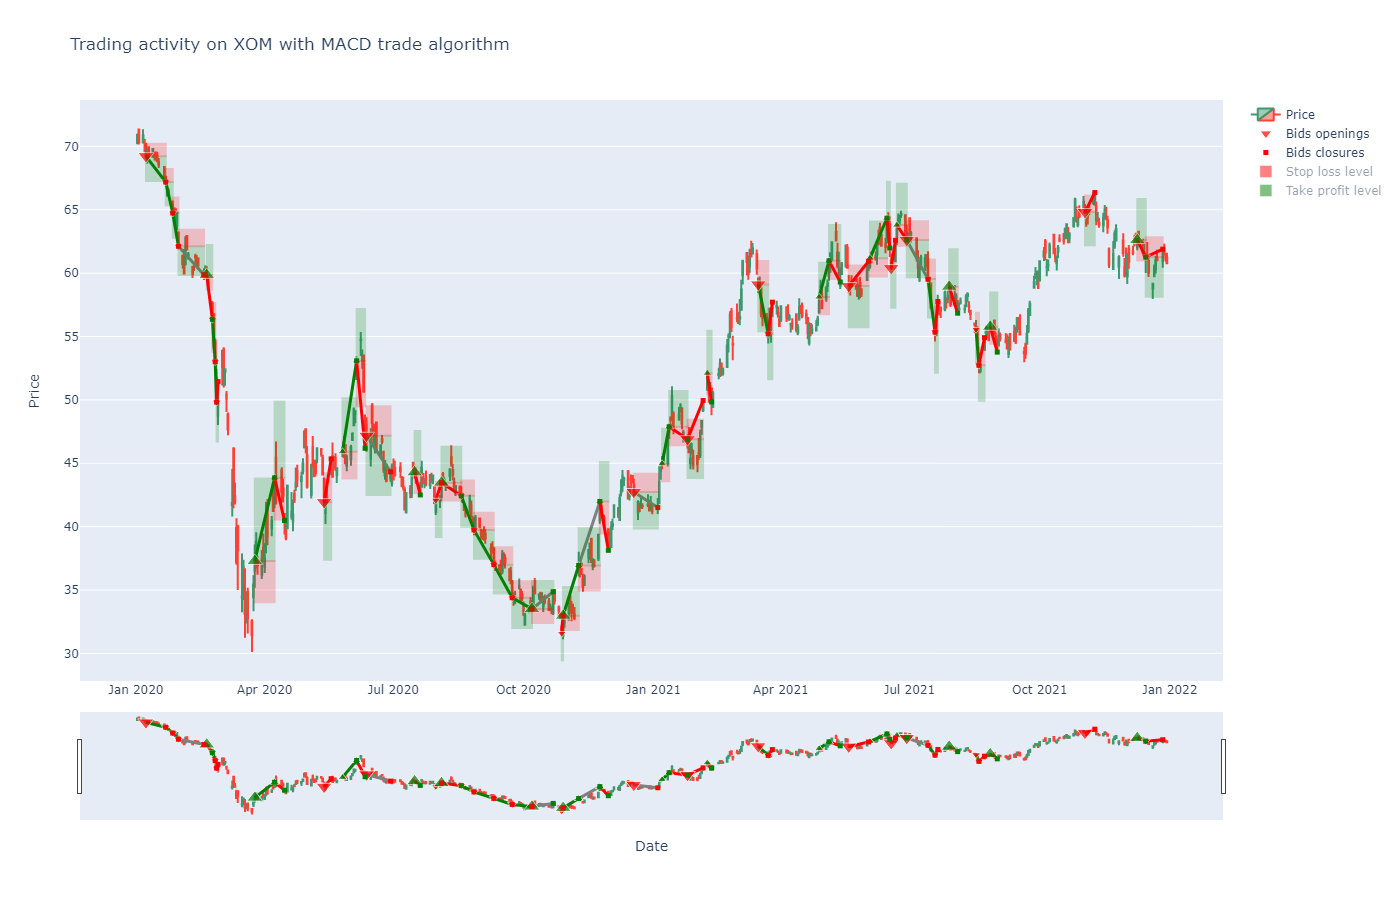 Trading activity on XOM with MACD trade algorithm
Price
Bids openings
Bids closures
Stop loss level
Take profit level
70
65
60
55
50
45
40
35
30
Price
Jan 2020
Apr 2020
Jul 2020
Oct 2020
Jan 2021
Apr 2021
Jul 2021
Oct 2021
Jan 2022
Date